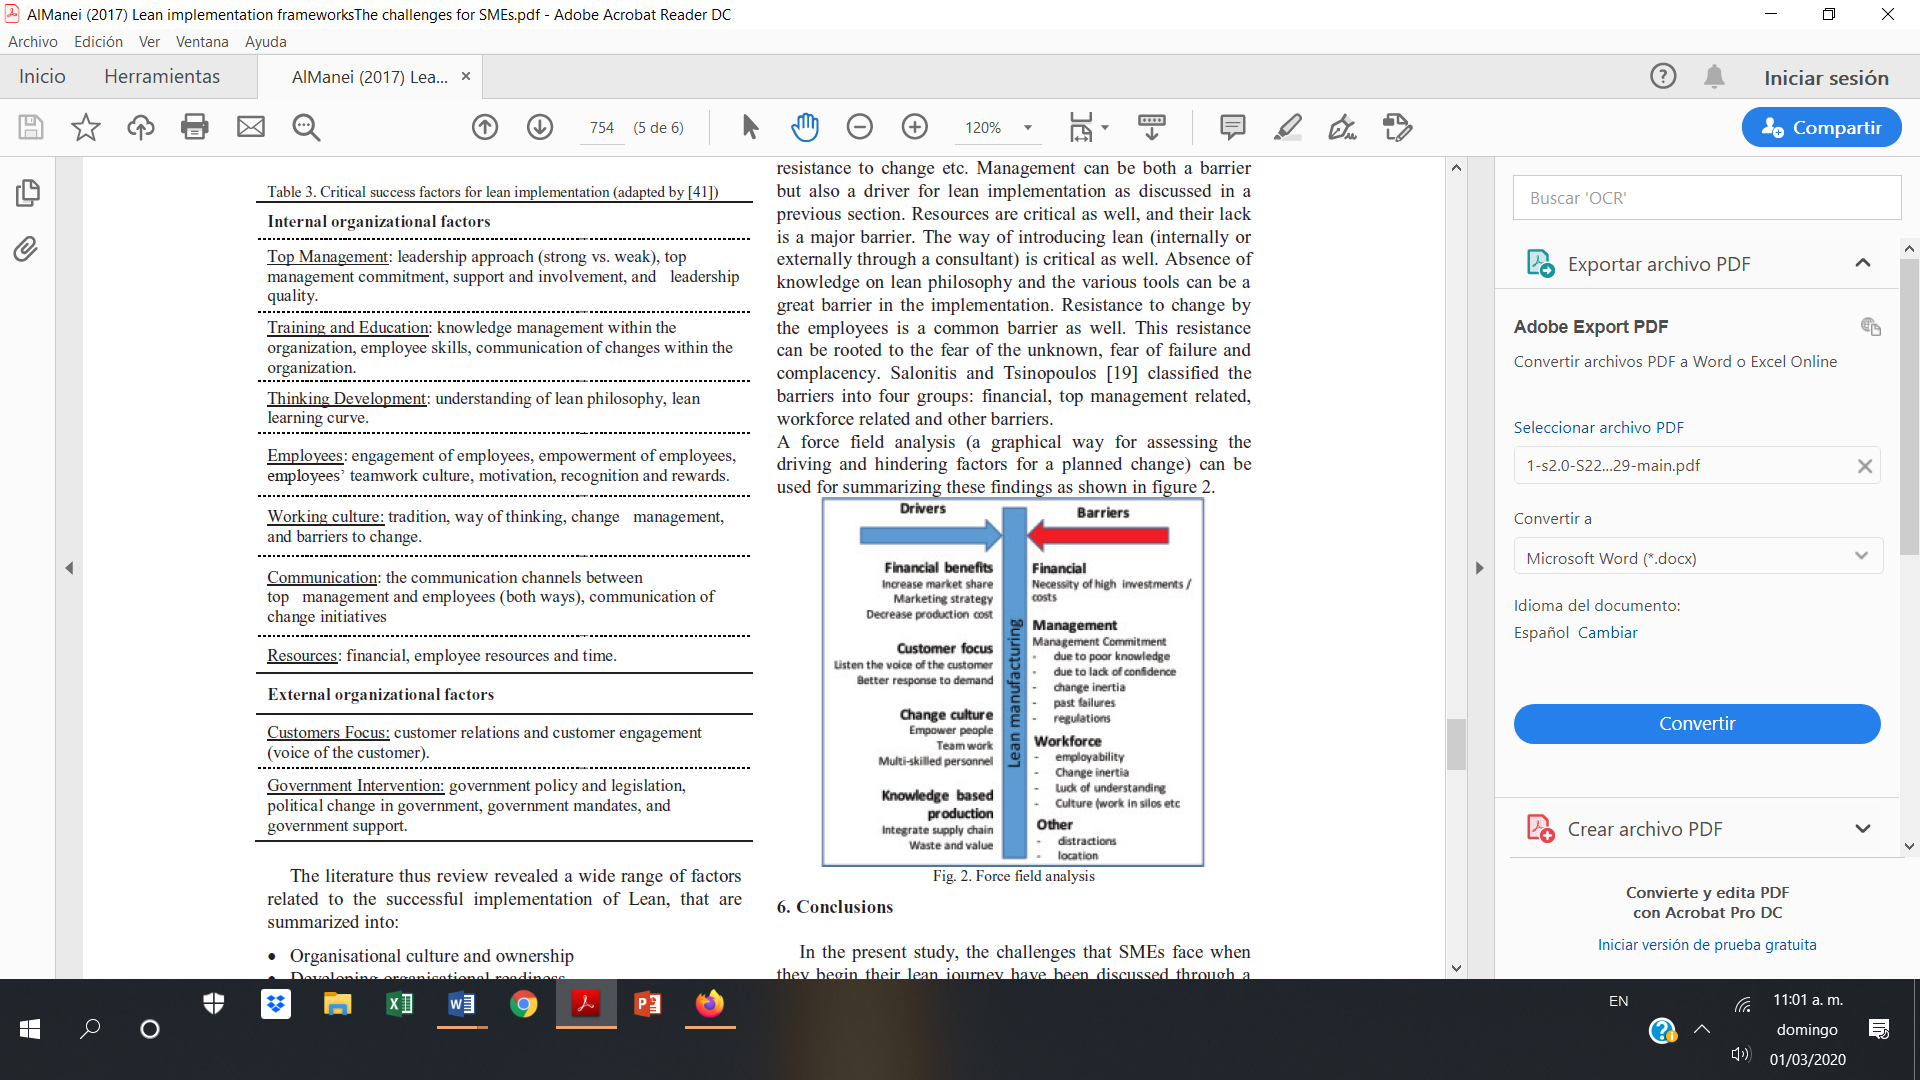 AlManei (2017) Lean implementation frameworksThe challenges for SMEs.pdf - Adobe Acrobat Reader DC
Archivo Edición Ver Ventana Ayuda
Inicio Herramientas AlManei (2017) Lea... Iniciar sesión
754 (5 de 6) 120% Compartir
Table 3. Critical success factors for lean implementation (adapted by [41])
Internal organizational factors
Top Management: leadership approach (strong vs. weak), top
management commitment, support and involvement, and leadership
quality.
Training and Education: knowledge management within the
organization, employee skills, communication of changes within the
organization.
Thinking Development: understanding of lean philosophy, lean
learning curve.
Employees: engagement of employees, empowerment of employees,
employees' teamwork culture, motivation, recognition and rewards.
Working culture: tradition, way of thinking, change management,
and barriers to change.
Communication: the communication channels between
top management and employees (both ways), communication of
change initiatives
Resources: financial, employee resources and time.
External organizational factors
Customers Focus: customer relations and customer engagement
(voice of the customer).
Government Intervention: government policy and legislation,
political change in government, government mandates, and
government support.
The literature thus review revealed a wide range of factors
related to the successful implementation of Lean, that are
summarized into:
• Organisational culture and ownership
• Developing organisational readiness
resistance to change etc. Management can be both a barrier
but also a driver for lean implementation as discussed in a
previous section. Resources are critical as well, and their lack
is a major barrier. The way of introducing lean (internally or
externally through a consultant) is critical as well. Absence of
knowledge on lean philosophy and the various tools can be a
great barrier in the implementation. Resistance to change by
the employees is a common barrier as well. This resistance
can be rooted to the fear of the unknown, fear of failure and
complacency. Salonitis and Tsinopoulos [19] classified the
barriers into four groups: financial, top management related,
workforce related and other barriers.
A force field analysis (a graphical way for assessing the
driving and hindering factors for a planned change) can be
used for summarizing these findings as shown in figure 2.
Drivers
Financial benefits
Increase market share
Marketing strategy
Decrease production cost
Customer focus
Listen the voice of the customer
Better response to demand
Change culture
Empower people
Team work
Multi-skilled personnel
Knowledge based
production
Integrate supply chain
Waste and value
Lean manufacturing
Barriers
Financial
Necessity of high investments /
costs
Management
Management Commitment
- due to poor knowledge
- due to lack of confidence
- change inertia
- past failures
- regulations
Workforce
- employability
- Change inertia
- Luck of understanding
- Culture (work in silos etc
Other
- distractions
- location
Fig. 2. Force field analysis
6. Conclusions
In the present study, the challenges that SMEs face when
they begin their lean journey have been discussed through a
Buscar 'OCR'
Exportar archivo PDF
Adobe Export PDF
Convertir archivos PDF a Word o Excel Online
Seleccionar archivo PDF
1-s2.0-S22...29-main.pdf
Convertir a
Microsoft Word (*.docx)
Idioma del documento:
Español Cambiar
Convertir
Crear archivo PDF
Convierte y edita PDF
con Acrobat Pro DC
Iniciar versión de prueba gratuita
EN
11:01 a. m.
domingo
01/03/2020